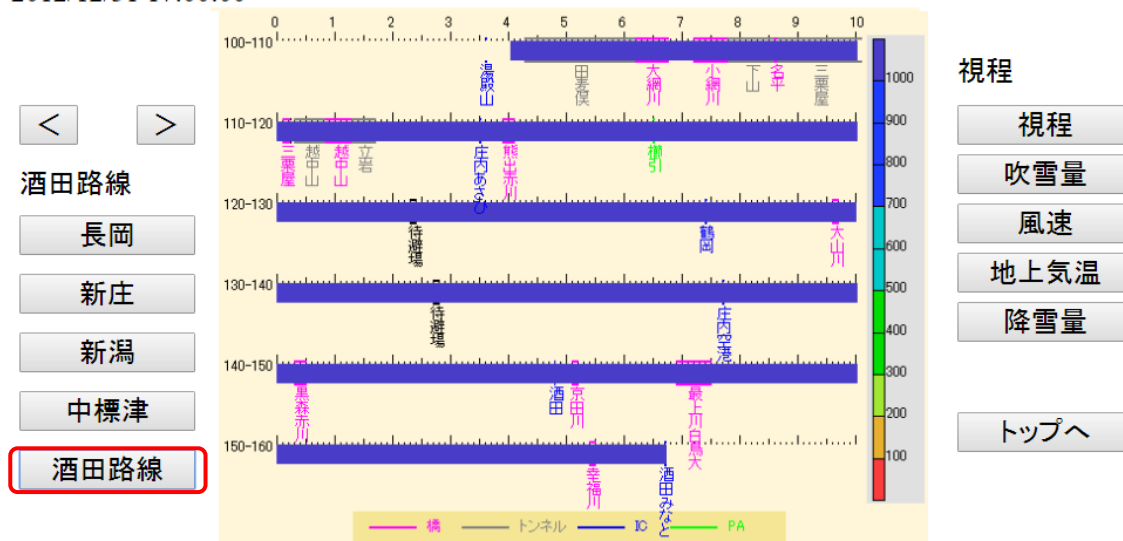 0 1 2 3 4 5 6 7 8 9 10
100-110
湯殿山
田麦俣
大網川
小網川
下山
名平
三栗屋
110-120
三栗屋
越中山
越中山
立岩
庄内あさひ
熊出赤川
櫛引
120-130
待避場
鶴岡
大山川
130-140
待避場
庄内空港
140-150
黒森赤川
酒田
京田川
最上川白鳥大
150-160
幸福川
酒田みなと
橋
トンネル
IC
PA
1000
900
800
700
600
500
400
300
200
100
<
>
酒田路線
長岡
新庄
新潟
中標津
酒田路線
視程
視程
吹雪量
風速
地上気温
降雪量
トップへ